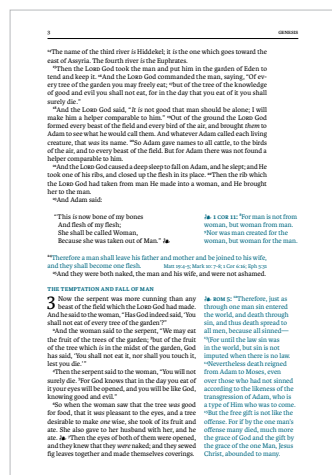 3 GENESIS
¹⁴The name of the third river is Hiddekel; it is the one which goes toward the
east of Assyria. The fourth river is the Euphrates.
¹⁵Then the LORD God took the man and put him in the garden of Eden to
tend and keep it. ¹⁶And the LORD God commanded the man, saying, “Of ev-
ery tree of the garden you may freely eat; ¹⁷but of the tree of the knowledge
of good and evil you shall not eat, for in the day that you eat of it you shall
surely die.”
¹⁸And the LORD God said, “It is not good that man should be alone; I will
make him a helper comparable to him.” ¹⁹Out of the ground the LORD God
formed every beast of the field and every bird of the air, and brought them to
Adam to see what he would call them. And whatever Adam called each living
creature, that was its name. ²⁰So Adam gave names to all cattle, to the birds
of the air, and to every beast of the field. But for Adam there was not found a
helper comparable to him.
²¹And the LORD God caused a deep sleep to fall on Adam, and he slept; and He
took one of his ribs, and closed up the flesh in its place. ²²Then the rib which
the LORD God had taken from man He made into a woman, and He brought
her to the man.
²³And Adam said:
“This is now bone of my bones
And flesh of my flesh;
She shall be called Woman,
Because she was taken out of Man.” ❧
☙ 1 COR 11: ⁸For man is not from
woman, but woman from man.
⁹Nor was man created for the
woman, but woman for the man.
²⁴Therefore a man shall leave his father and mother and be joined to his wife,
and they shall become one flesh. Matt 19:4-5; Mark 10:7-8; 1 Cor 6:16; Eph 5:31
²⁵And they were both naked, the man and his wife, and were not ashamed.
THE TEMPTATION AND FALL OF MAN
3 Now the serpent was more cunning than any
beast of the field which the LORD God had made.
And he said to the woman, “Has God indeed said, ‘You
shall not eat of every tree of the garden’?”
²And the woman said to the serpent, “We may eat
the fruit of the trees of the garden; ³but of the fruit of
the tree which is in the midst of the garden, God
has said, ‘You shall not eat it, nor shall you touch it,
lest you die.’”
⁴Then the serpent said to the woman, “You will not
surely die. ⁵For God knows that in the day you eat of
it your eyes will be opened, and you will be like God,
knowing good and evil.”
⁶So when the woman saw that the tree was good
for food, that it was pleasant to the eyes, and a tree
desirable to make one wise, she took of its fruit and
ate. She also gave to her husband with her, and he
ate. ❧ ⁷Then the eyes of both of them were opened,
and they knew that they were naked; and they sewed
fig leaves together and made themselves coverings.
☙ ROM 5: ¹²Therefore, just as
through one man sin entered
the world, and death through
sin, and thus death spread to
all men, because all sinned—
¹³(For until the law sin was
in the world, but sin is not
imputed when there is no law.
¹⁴Nevertheless death reigned
from Adam to Moses, even
over those who had not sinned
according to the likeness of the
transgression of Adam, who is
a type of Him who was to come.
¹⁵But the free gift is not like the
offense. For if by the one man’s
offense many died, much more
the grace of God and the gift by
the grace of the one Man, Jesus
Christ, abounded to many.